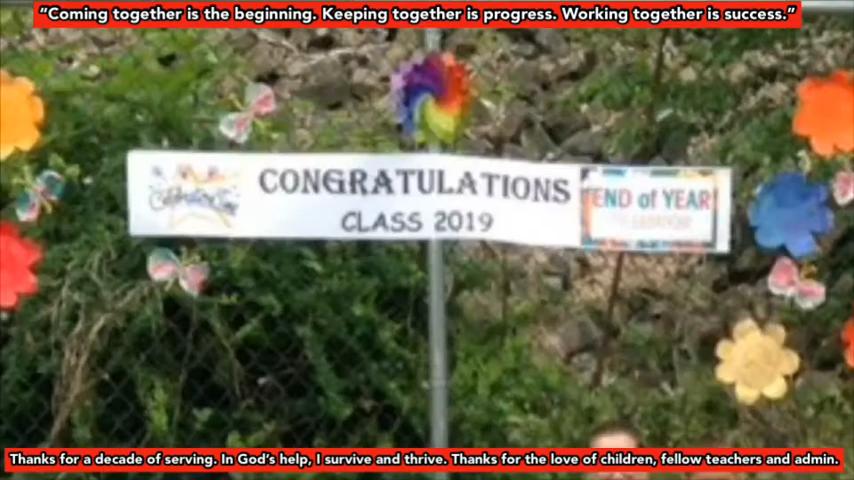 “Coming together is the beginning. Keeping together is progress. Working together is success.”
CONGRATULATIONS
CLASS 2019
END of YEAR
Thanks for a decade of serving. In God's help, I survive and thrive. Thanks for the love of children, fellow teachers and admin.